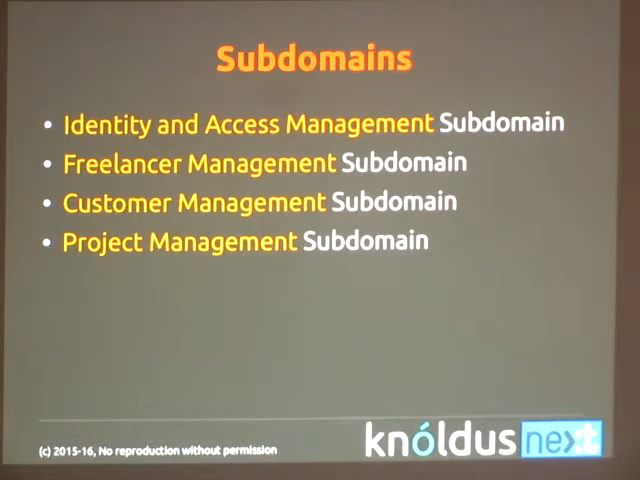 Subdomains
• Identity and Access Management Subdomain
• Freelancer Management Subdomain
• Customer Management Subdomain
• Project Management Subdomain
(c) 2015-16, No reproduction without permission
knóldus next